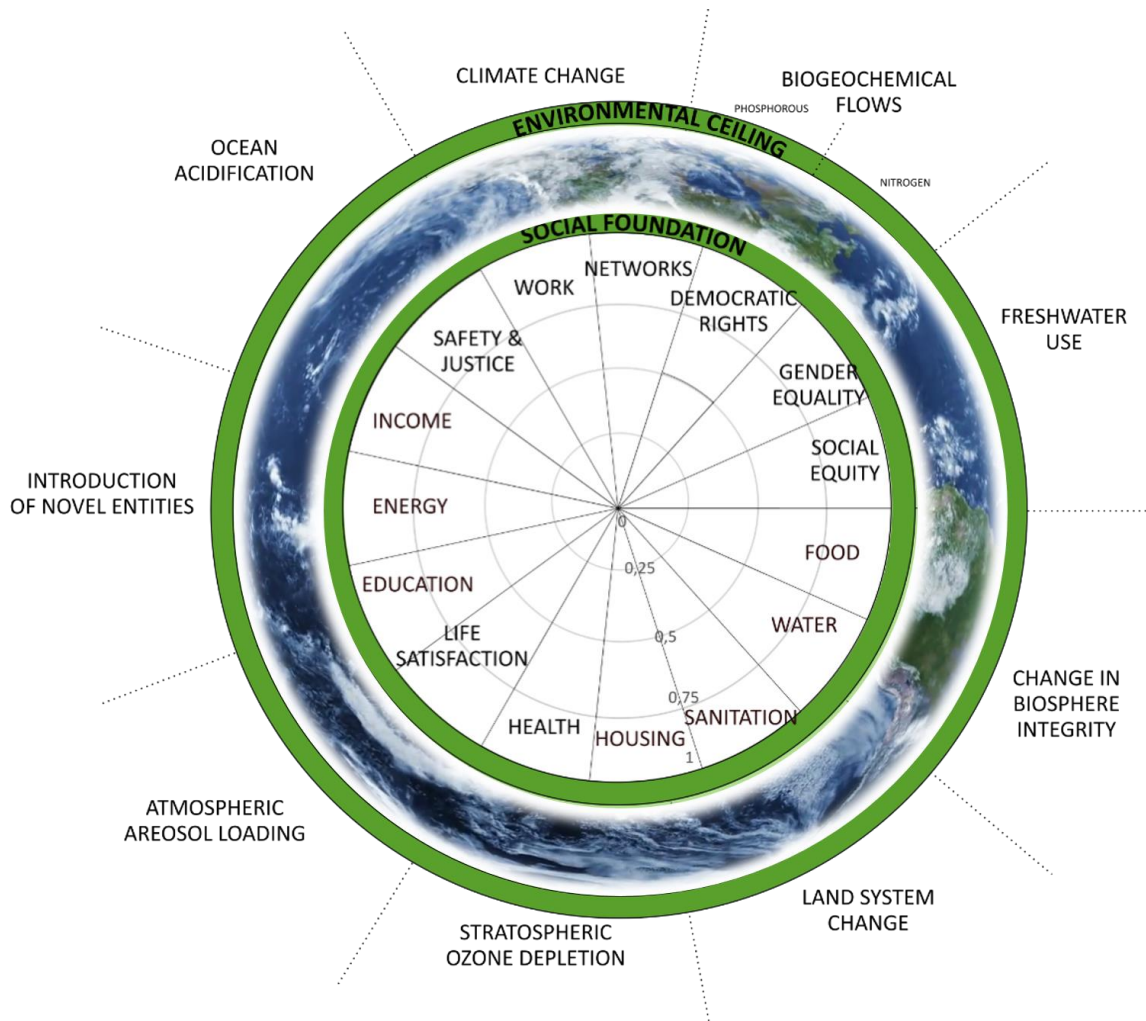 CLIMATE CHANGE
BIOGEOCHEMICAL
FLOWS
PHOSPHOROUS
NITROGEN
ENVIRONMENTAL CEILING
OCEAN
ACIDIFICATION
SOCIAL FOUNDATION
NETWORKS
WORK
DEMOCRATIC
RIGHTS
FRESHWATER
USE
SAFETY &
JUSTICE
GENDER
EQUALITY
INCOME
SOCIAL
EQUITY
INTRODUCTION
OF NOVEL ENTITIES
ENERGY
0
FOOD
0,25
EDUCATION
WATER
LIFE
SATISFACTION
0,5
CHANGE IN
BIOSPHERE
INTEGRITY
0,75
SANITATION
HEALTH
HOUSING
1
ATMOSPHERIC
AREOSOL LOADING
LAND SYSTEM
CHANGE
STRATOSPHERIC
OZONE DEPLETION